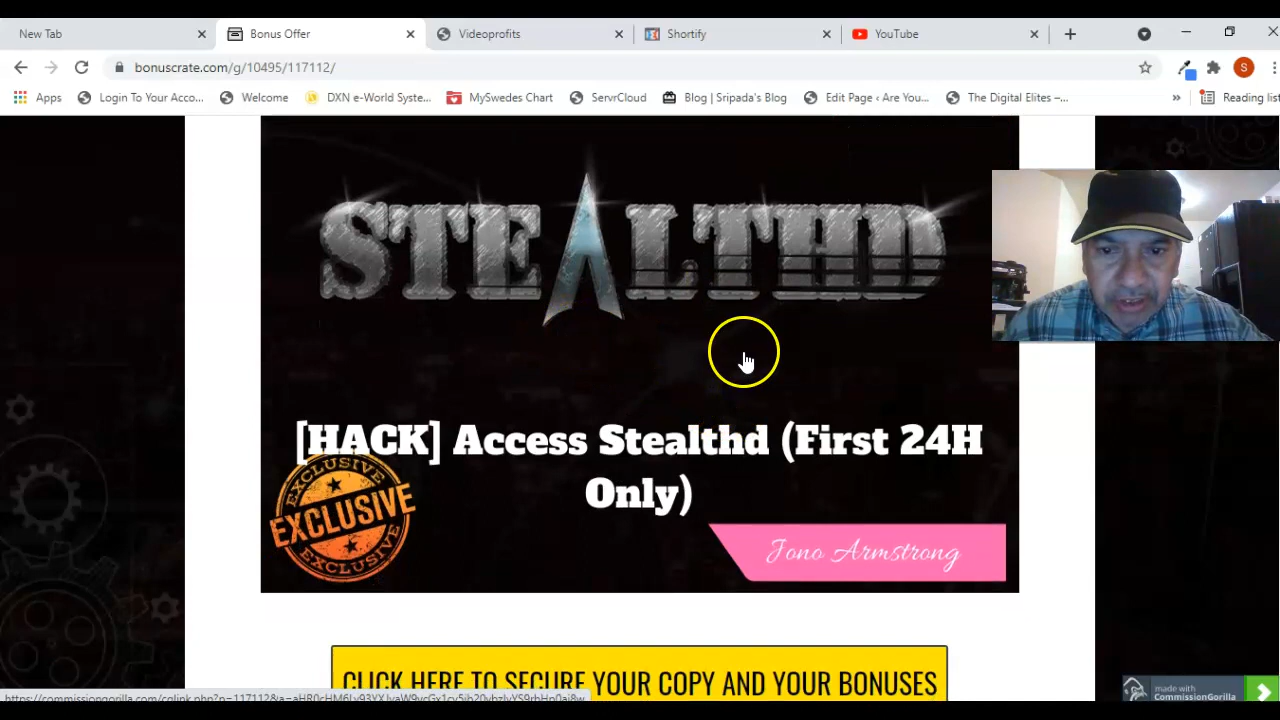 New Tab
Bonus Offer
Videoprofits
Shortify
YouTube
bonuscrate.com/g/10495/117112/
S
Apps
Login To Your Acco...
Welcome
DXN e-World Syste...
MySwedes Chart
ServrCloud
Blog | Sripada's Blog
Edit Page ‹ Are You...
The Digital Elites –...
»
Reading list
STEALTHD
[HACK] Access Stealthd (First 24H
Only)
EXCLUSIVE
EXCLUSIVE
EXCLUSIVE
Jono Armstrong
CLICK HERE TO SECURE YOUR COPY AND YOUR BONUSES
made with
CommissionGorilla